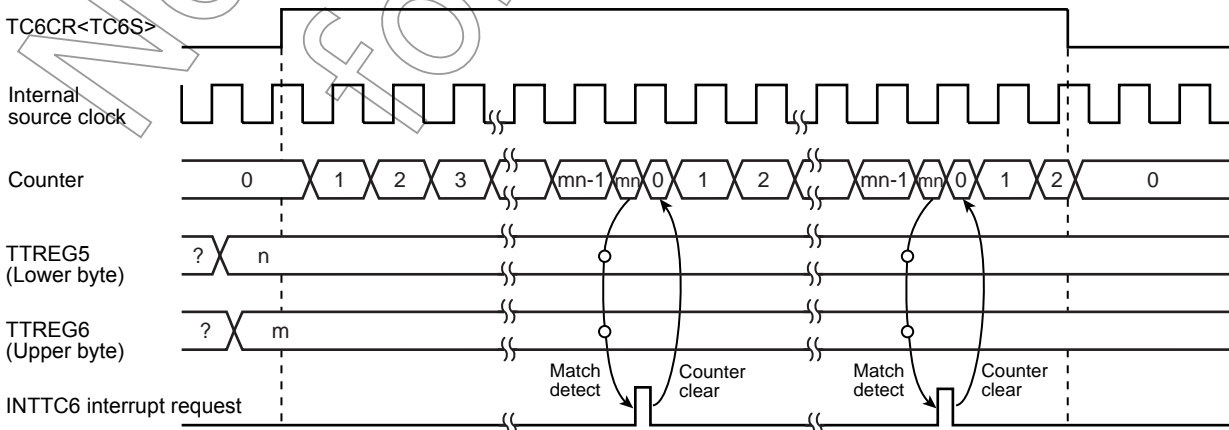 TC6CR<TC6S>
Internal
source clock
Counter
0 1 2 3 mn-1 mn 0 1 2 mn-1 mn 0 1 2 0
TTREG5
(Lower byte)
? n
TTREG6
(Upper byte)
? m
Match
detect
Counter
clear
Match
detect
Counter
clear
INTTC6 interrupt request